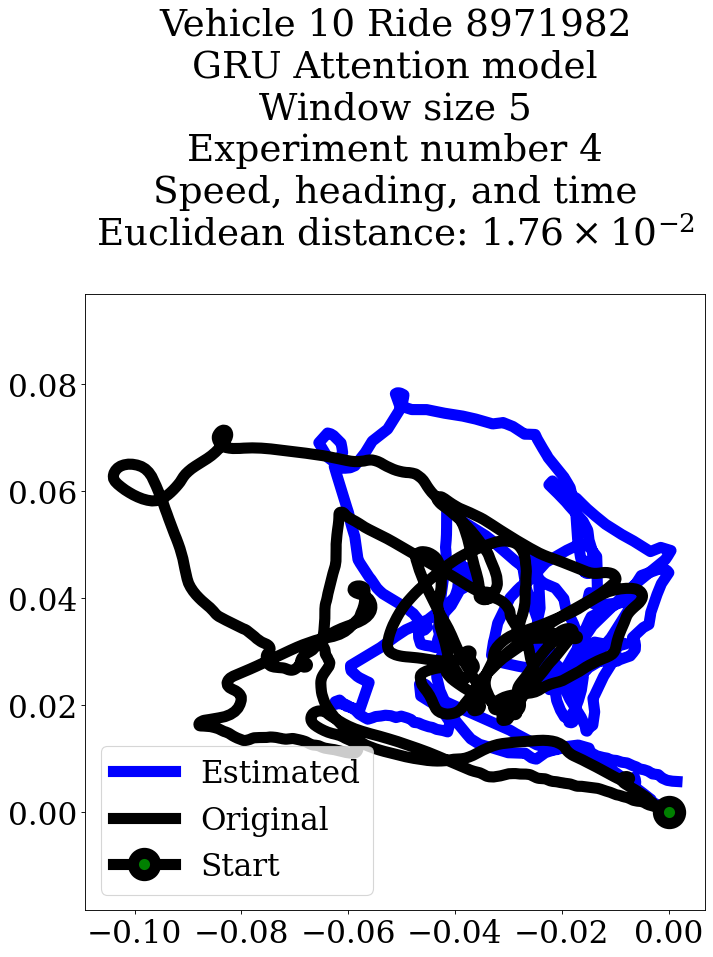 Vehicle 10 Ride 8971982
GRU Attention model
Window size 5
Experiment number 4
Speed, heading, and time
Euclidean distance: 1.76 × 10⁻²
0.08
0.06
0.04
0.02
0.00
Estimated
Original
Start
−0.10 −0.08 −0.06 −0.04 −0.02 0.00